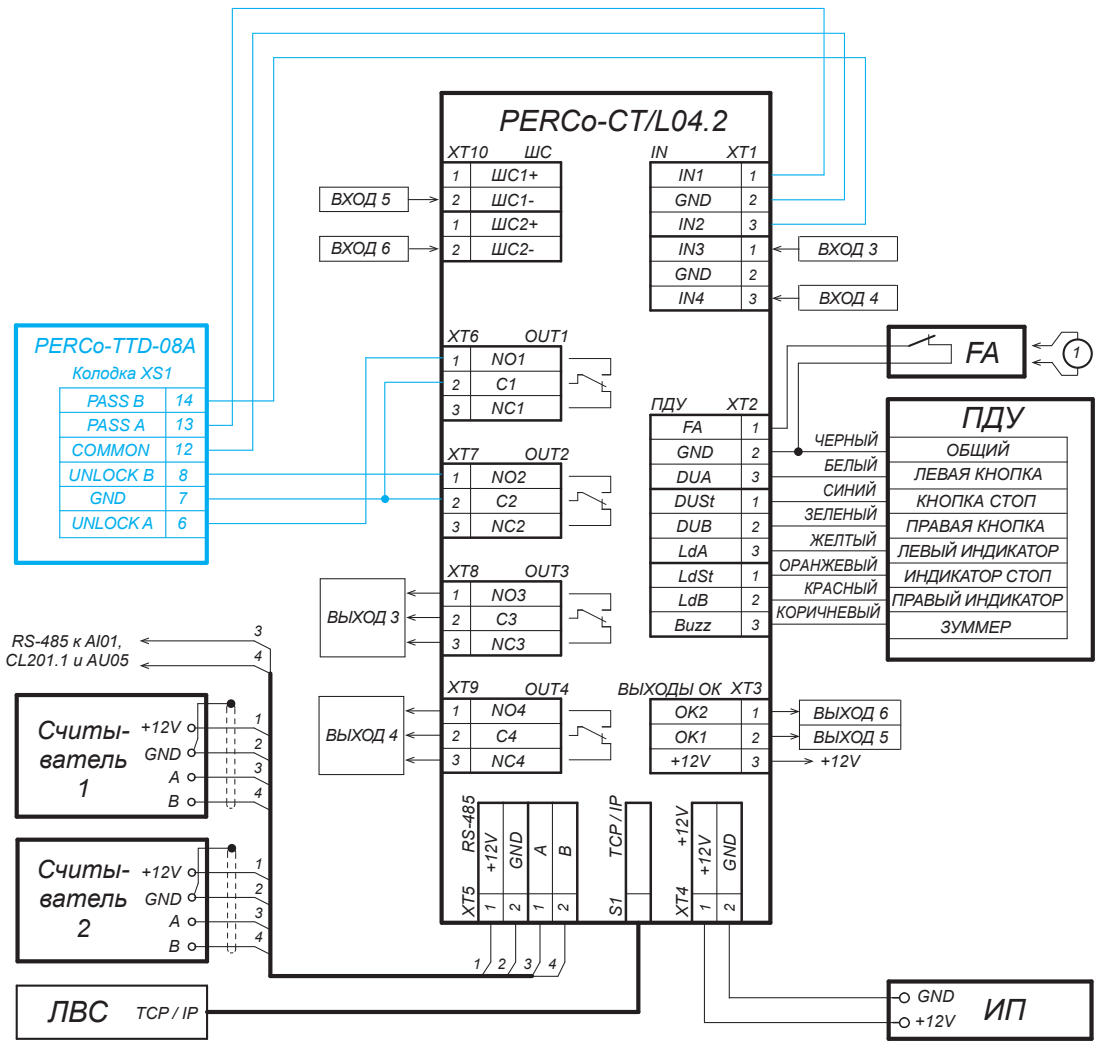 PERCo-CT/L04.2
XT10 ШС
1 ШС1+
2 ШС1-
1 ШС2+
2 ШС2-
ВХОД 5
ВХОД 6
IN XT1
IN1 1
GND 2
IN2 3
IN3 1
GND 2
IN4 3
ВХОД 3
ВХОД 4
PERCo-TTD-08A
Колодка XS1
PASS B 14
PASS A 13
COMMON 12
UNLOCK B 8
GND 7
UNLOCK A 6
XT6 OUT1
1 NO1
2 C1
3 NC1
XT7 OUT2
1 NO2
2 C2
3 NC2
XT8 OUT3
1 NO3
2 C3
3 NC3
ВЫХОД 3
XT9 OUT4
1 NO4
2 C4
3 NC4
ВЫХОД 4
FA
1
ПДУ XT2
FA 1
GND 2
DUA 3
DUSt 1
DUB 2
LdA 3
LdSt 1
LdB 2
Buzz 3
ЧЕРНЫЙ
БЕЛЫЙ
СИНИЙ
ЗЕЛЕНЫЙ
ЖЕЛТЫЙ
ОРАНЖЕВЫЙ
КРАСНЫЙ
КОРИЧНЕВЫЙ
ПДУ
ОБЩИЙ
ЛЕВАЯ КНОПКА
КНОПКА СТОП
ПРАВАЯ КНОПКА
ЛЕВЫЙ ИНДИКАТОР
ИНДИКАТОР СТОП
ПРАВЫЙ ИНДИКАТОР
ЗУММЕР
ВЫХОДЫ ОК XT3
OK2 1
OK1 2
+12V 3
ВЫХОД 6
ВЫХОД 5
+12V
RS-485 к AI01,
CL201.1 и AU05
3
4
Считы-
ватель
1
+12V 1
GND 2
A 3
B 4
Считы-
ватель
2
+12V 1
GND 2
A 3
B 4
XT5 RS-485
1 +12V
2 GND
1 A
2 B
1 2 3 4
S1 TCP / IP
XT4 +12V
1 +12V
2 GND
ЛВС TCP / IP
GND
+12V
ИП